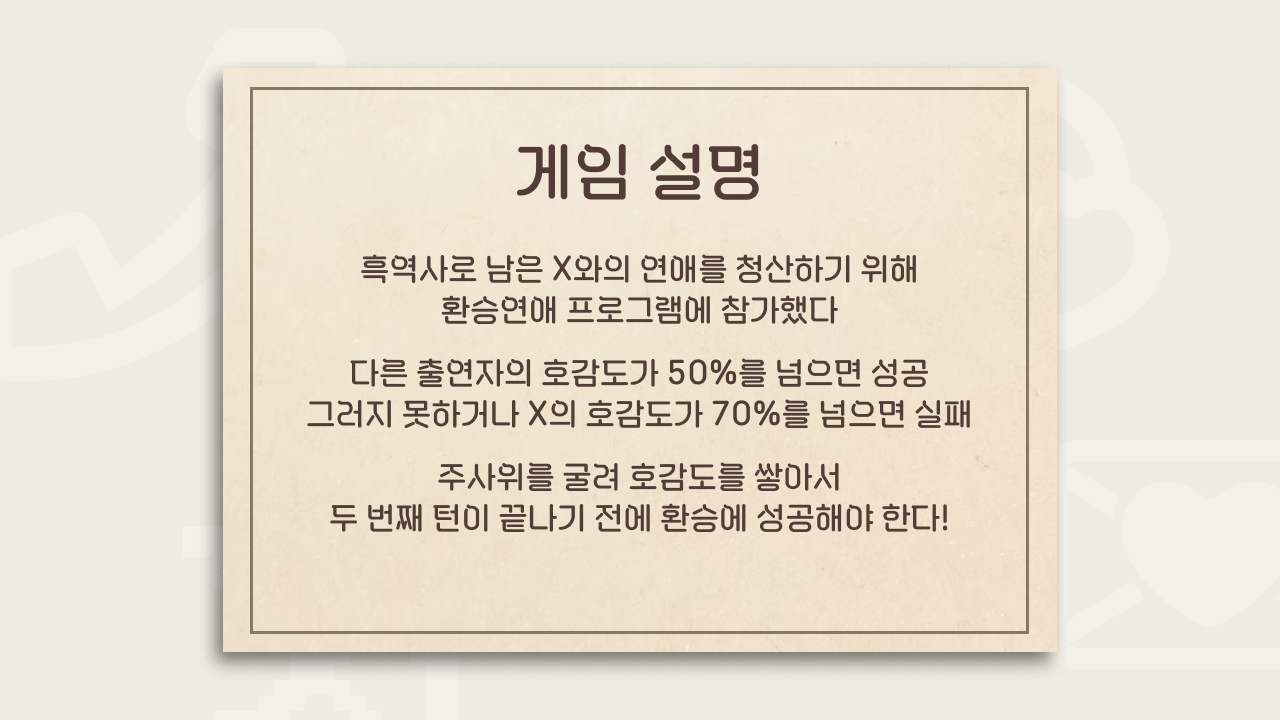 게임 설명
흑역사로 남은 X와의 연애를 청산하기 위해
환승연애 프로그램에 참가했다
다른 출연자의 호감도가 50%를 넘으면 성공
그러지 못하거나 X의 호감도가 70%를 넘으면 실패
주사위를 굴려 호감도를 쌓아서
두 번째 턴이 끝나기 전에 환승에 성공해야 한다!